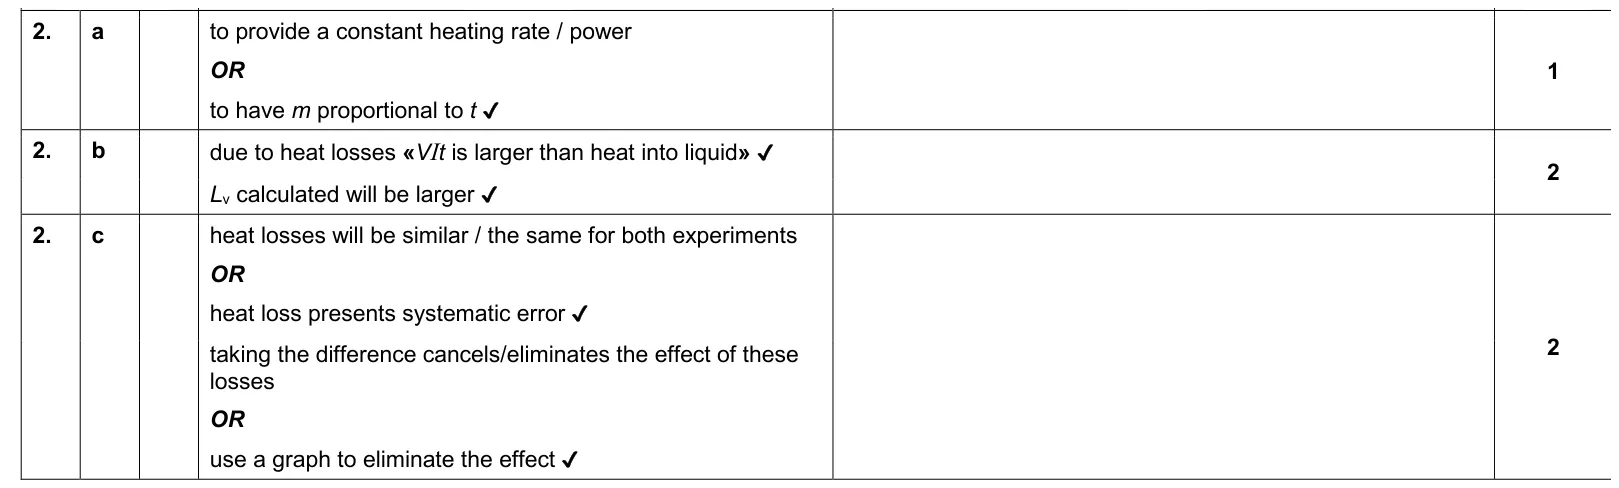 2. a to provide a constant heating rate / power
OR
1
to have m proportional to t ✓
2. b due to heat losses «VIt is larger than heat into liquid» ✓
2
Lv calculated will be larger ✓
2. c heat losses will be similar / the same for both experiments
OR
heat loss presents systematic error ✓
2
taking the difference cancels/eliminates the effect of these
losses
OR
use a graph to eliminate the effect ✓